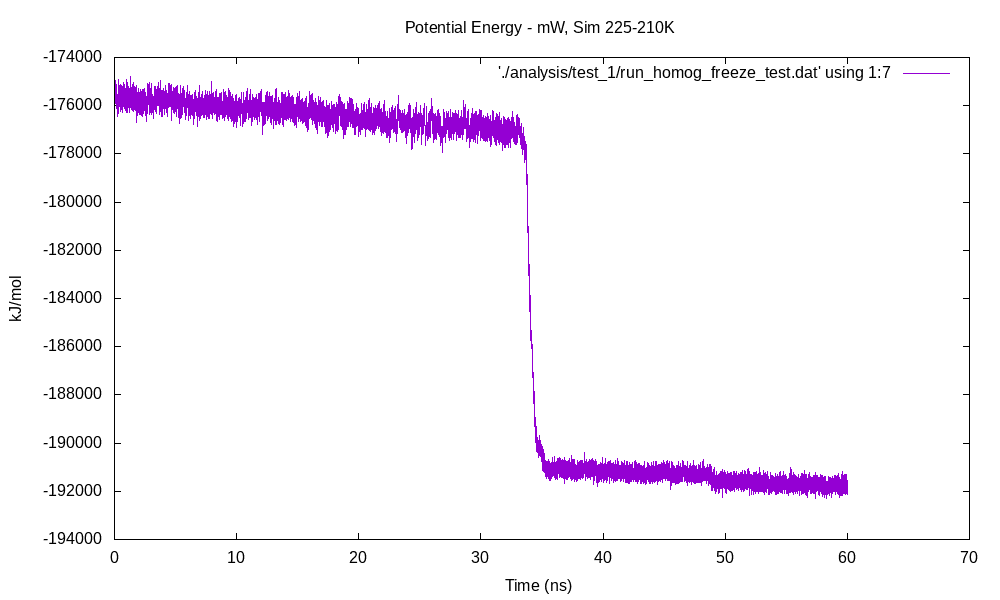 Potential Energy - mW, Sim 225-210K
'./analysis/test_1/run_homog_freeze_test.dat' using 1:7
-174000
-176000
-178000
-180000
-182000
-184000
-186000
-188000
-190000
-192000
-194000
kJ/mol
0 10 20 30 40 50 60 70
Time (ns)